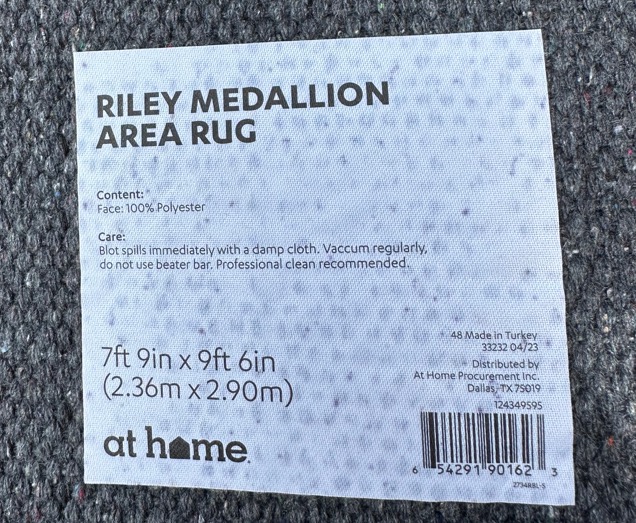 RILEY MEDALLION
AREA RUG
Content:
Face: 100% Polyester
Care:
Blot spills immediately with a damp cloth. Vaccum regularly,
do not use beater bar. Professional clean recommended.
7ft 9in x 9ft 6in
(2.36m x 2.90m)
at home.
48 Made in Turkey
33232 04/23
Distributed by
At Home Procurement Inc.
Dallas, TX 75019
124349595
6 54291 90162 3
2734RBL-5